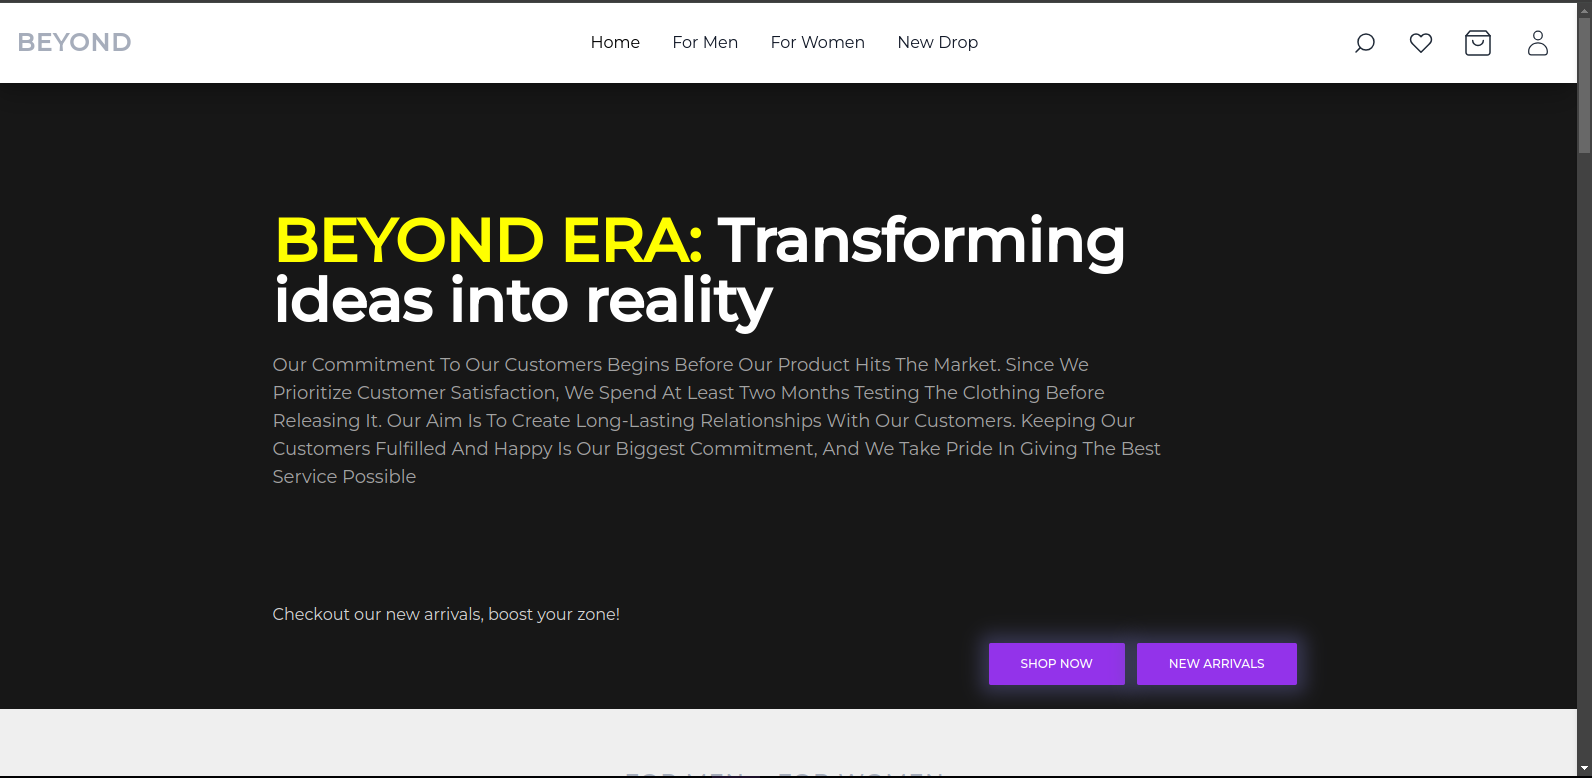 BEYOND
Home For Men For Women New Drop
BEYOND ERA: Transforming
ideas into reality
Our Commitment To Our Customers Begins Before Our Product Hits The Market. Since We
Prioritize Customer Satisfaction, We Spend At Least Two Months Testing The Clothing Before
Releasing It. Our Aim Is To Create Long-Lasting Relationships With Our Customers. Keeping Our
Customers Fulfilled And Happy Is Our Biggest Commitment, And We Take Pride In Giving The Best
Service Possible
Checkout our new arrivals, boost your zone!
SHOP NOW NEW ARRIVALS